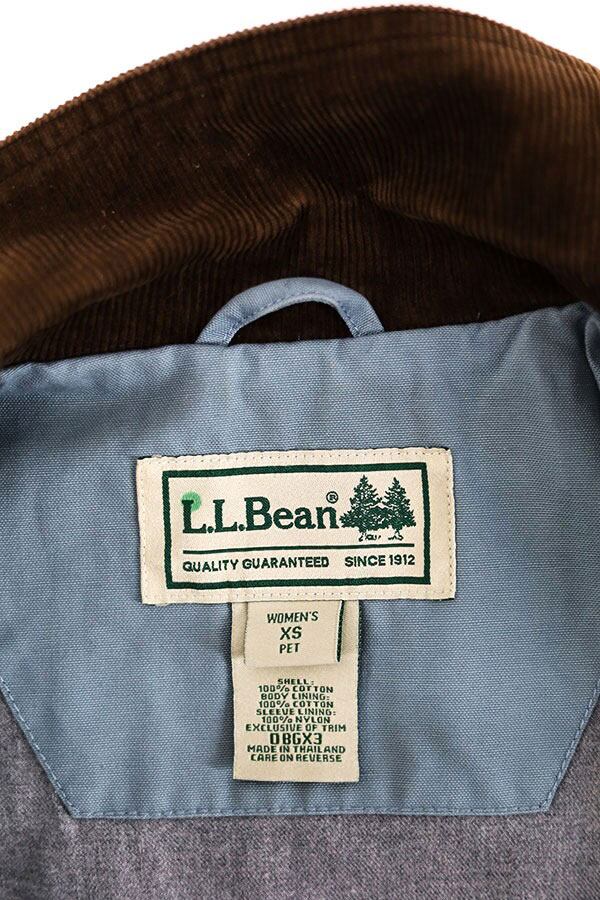 L.L.Bean®
QUALITY GUARANTEED SINCE 1912
WOMEN'S
XS
PET
SHELL:
100% COTTON
BODY LINING:
100% COTTON
SLEEVE LINING:
100% NYLON
EXCLUSIVE OF TRIM
0BGX3
MADE IN THAILAND
CARE ON REVERSE